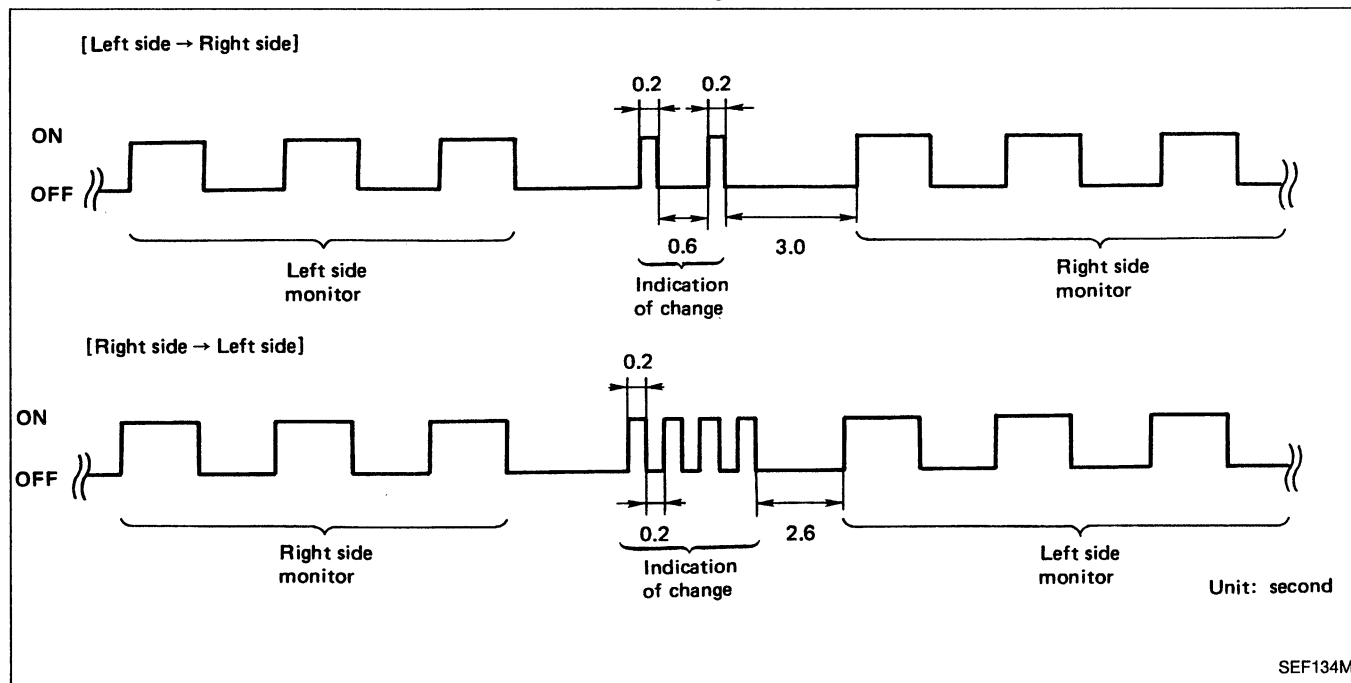 [Left side → Right side]
0.2 0.2
ON
OFF
0.6 3.0
Left side
monitor
Indication
of change
Right side
monitor
[Right side → Left side]
0.2
ON
OFF
0.2 2.6
Right side
monitor
Indication
of change
Left side
monitor
Unit: second
SEF134M